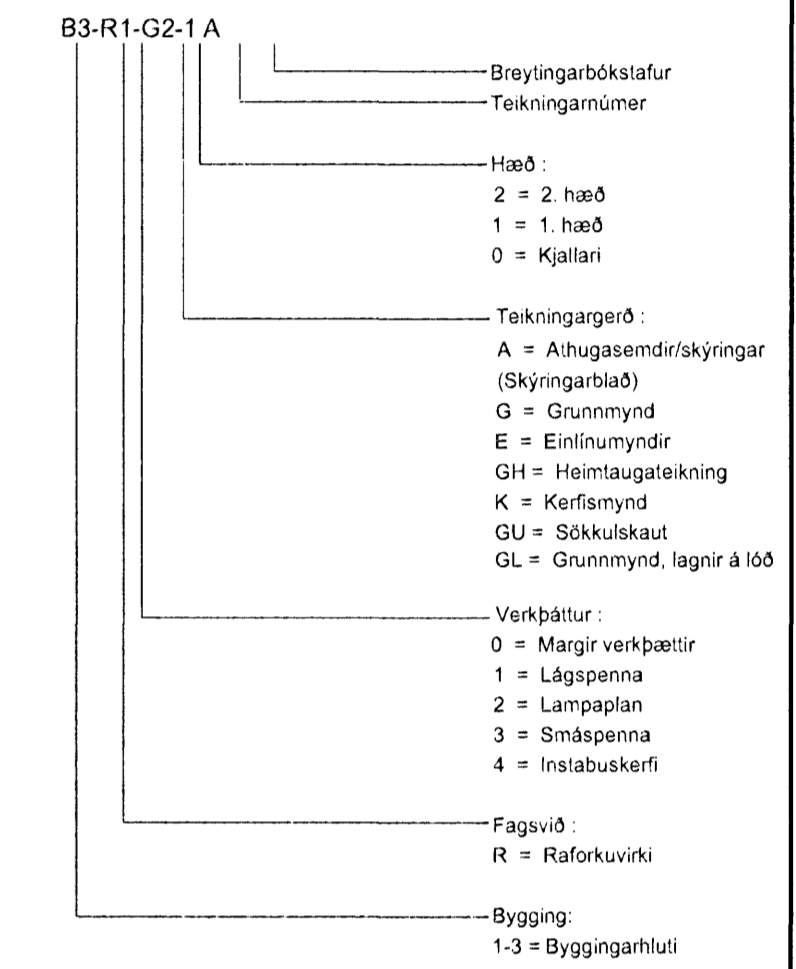 B3-R1-G2-1 A
Breytingarbókstafur
Teikningarnúmer
Hæð :
2 = 2. hæð
1 = 1. hæð
0 = Kjallari
Teikningargerð :
A = Athugasemdir/skýringar
(Skýringarblað)
G = Grunnmynd
E = Einlínumyndir
GH = Heimtaugateikning
K = Kerfismynd
GU = Sökkulskaut
GL = Grunnmynd, lagnir á lóð
Verkþáttur :
0 = Margir verkþættir
1 = Lágspenna
2 = Lampaplan
3 = Smáspenna
4 = Instabuskerfi
Fagsvið :
R = Raforkuvirki
Bygging:
1-3 = Byggingarhluti